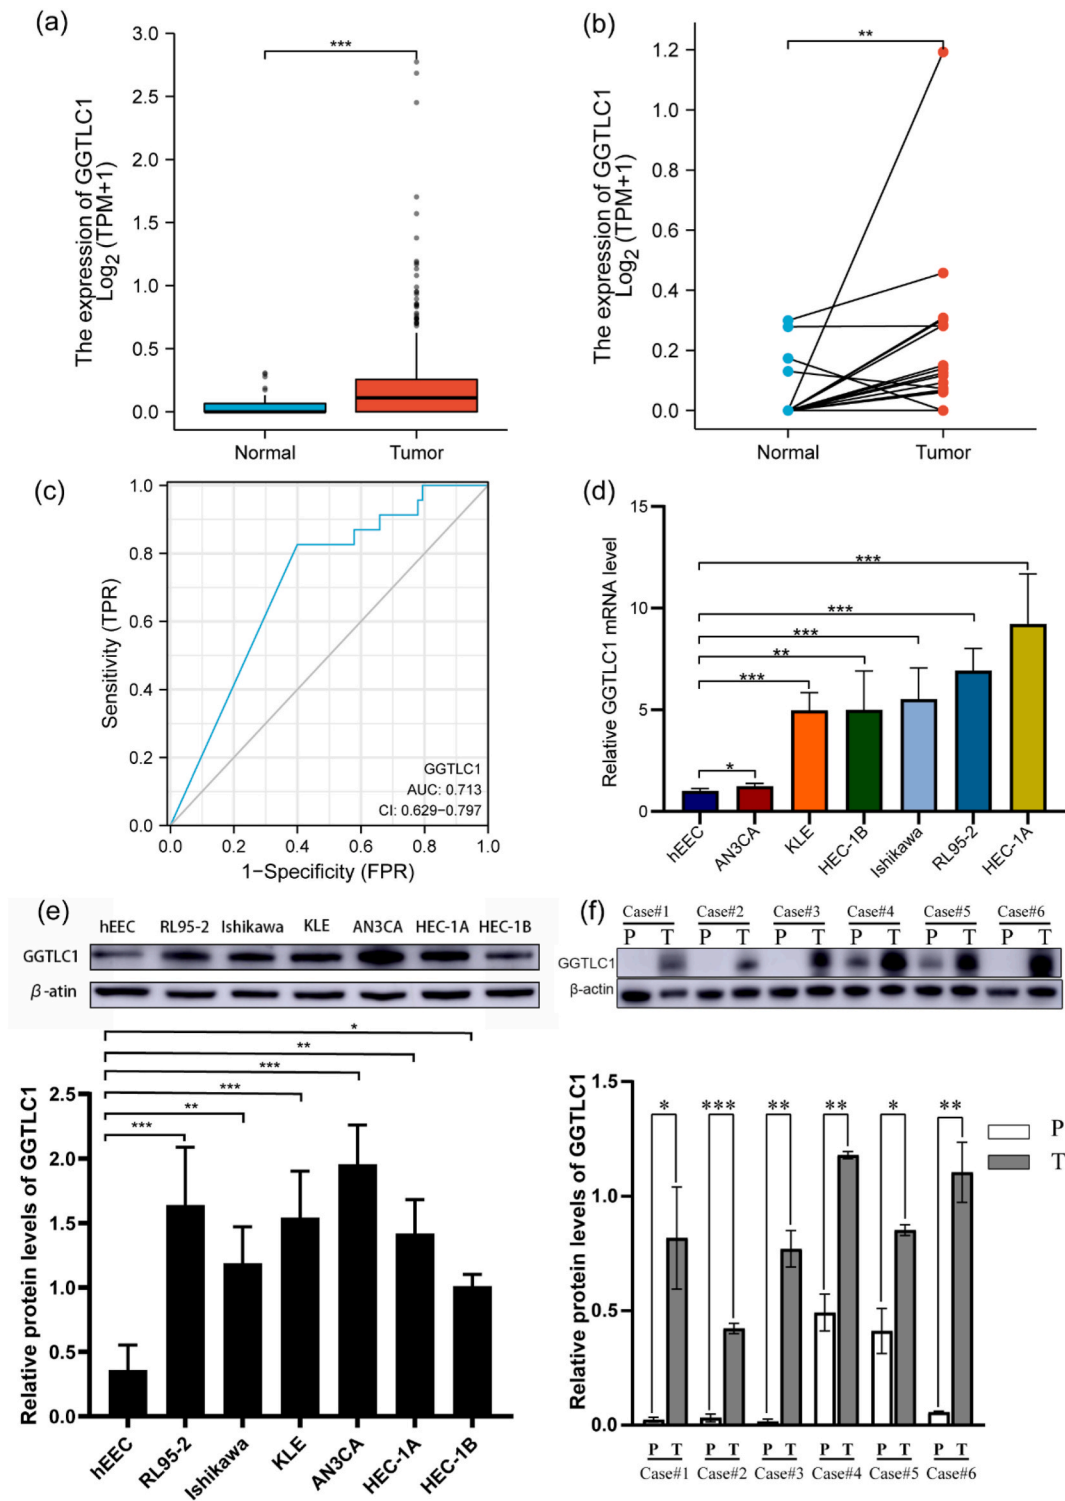 (a)
The expression of GGTLC1
Log2 (TPM+1)
3.0
2.5
2.0
1.5
1.0
0.5
0.0
***
Normal
Tumor
(b)
The expression of GGTLC1
Log2 (TPM+1)
1.2
1.0
0.8
0.6
0.4
0.2
0.0
**
Normal
Tumor
(c)
Sensitivity (TPR)
1.0
0.8
0.6
0.4
0.2
0.0
GGTLC1
AUC: 0.713
CI: 0.629−0.797
0.0 0.2 0.4 0.6 0.8 1.0
1−Specificity (FPR)
(d)
Relative GGTLC1 mRNA level
15
10
5
0
***
***
***
**
***
*
hEEC
AN3CA
KLE
HEC-1B
Ishikawa
RL95-2
HEC-1A
(e)
hEEC RL95-2 Ishikawa KLE AN3CA HEC-1A HEC-1B
GGTLC1
β-atin
*
**
***
***
**
***
Relative protein levels of GGTLC1
2.5
2.0
1.5
1.0
0.5
0.0
hEEC
RL95-2
Ishikawa
KLE
AN3CA
HEC-1A
HEC-1B
(f)
Case#1 Case#2 Case#3 Case#4 Case#5 Case#6
P T P T P T P T P T P T
GGTLC1
β-actin
Relative protein levels of GGTLC1
1.5
1.0
0.5
0.0
* *** ** ** * **
P
T
P T P T P T P T P T P T
Case#1 Case#2 Case#3 Case#4 Case#5 Case#6